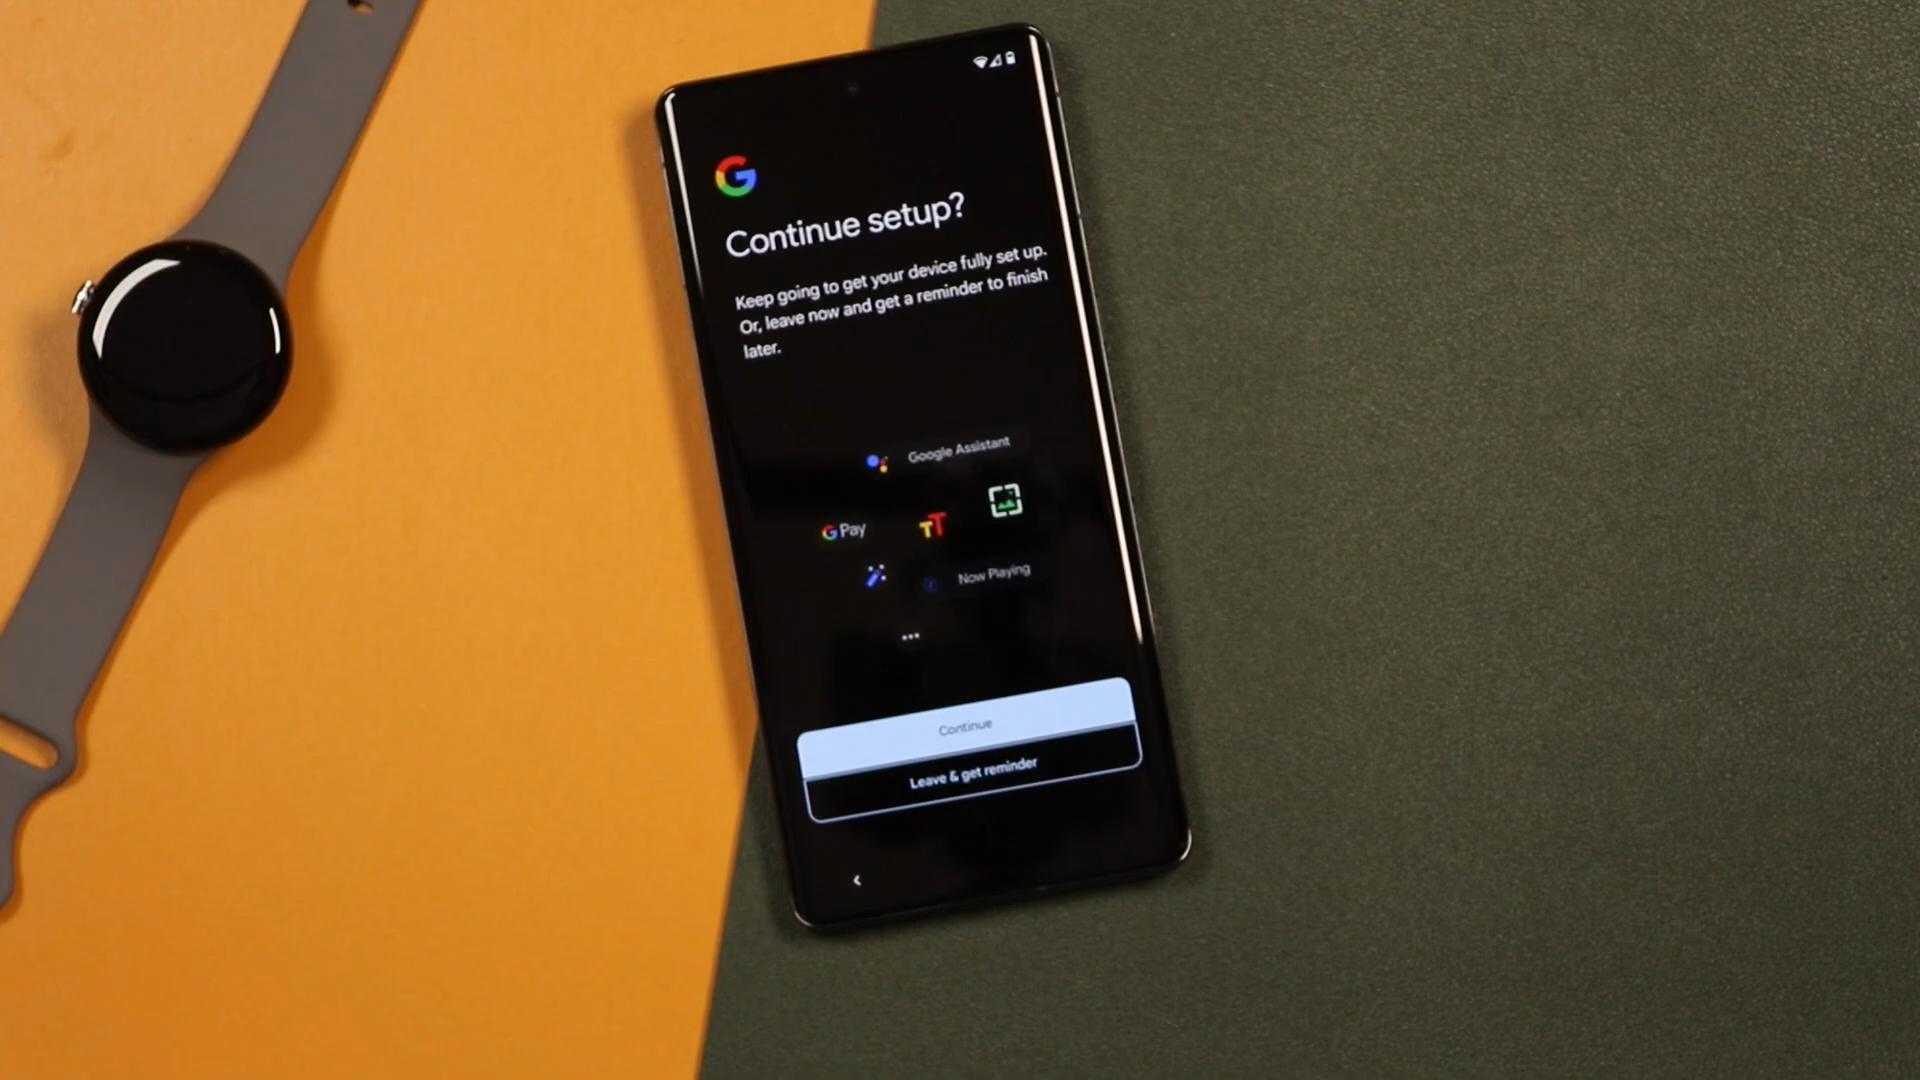 G
Continue setup?
Keep going to get your device fully set up.
Or, leave now and get a reminder to finish
later.
Google Assistant
G Pay
TT
Now Playing
Continue
Leave & get reminder